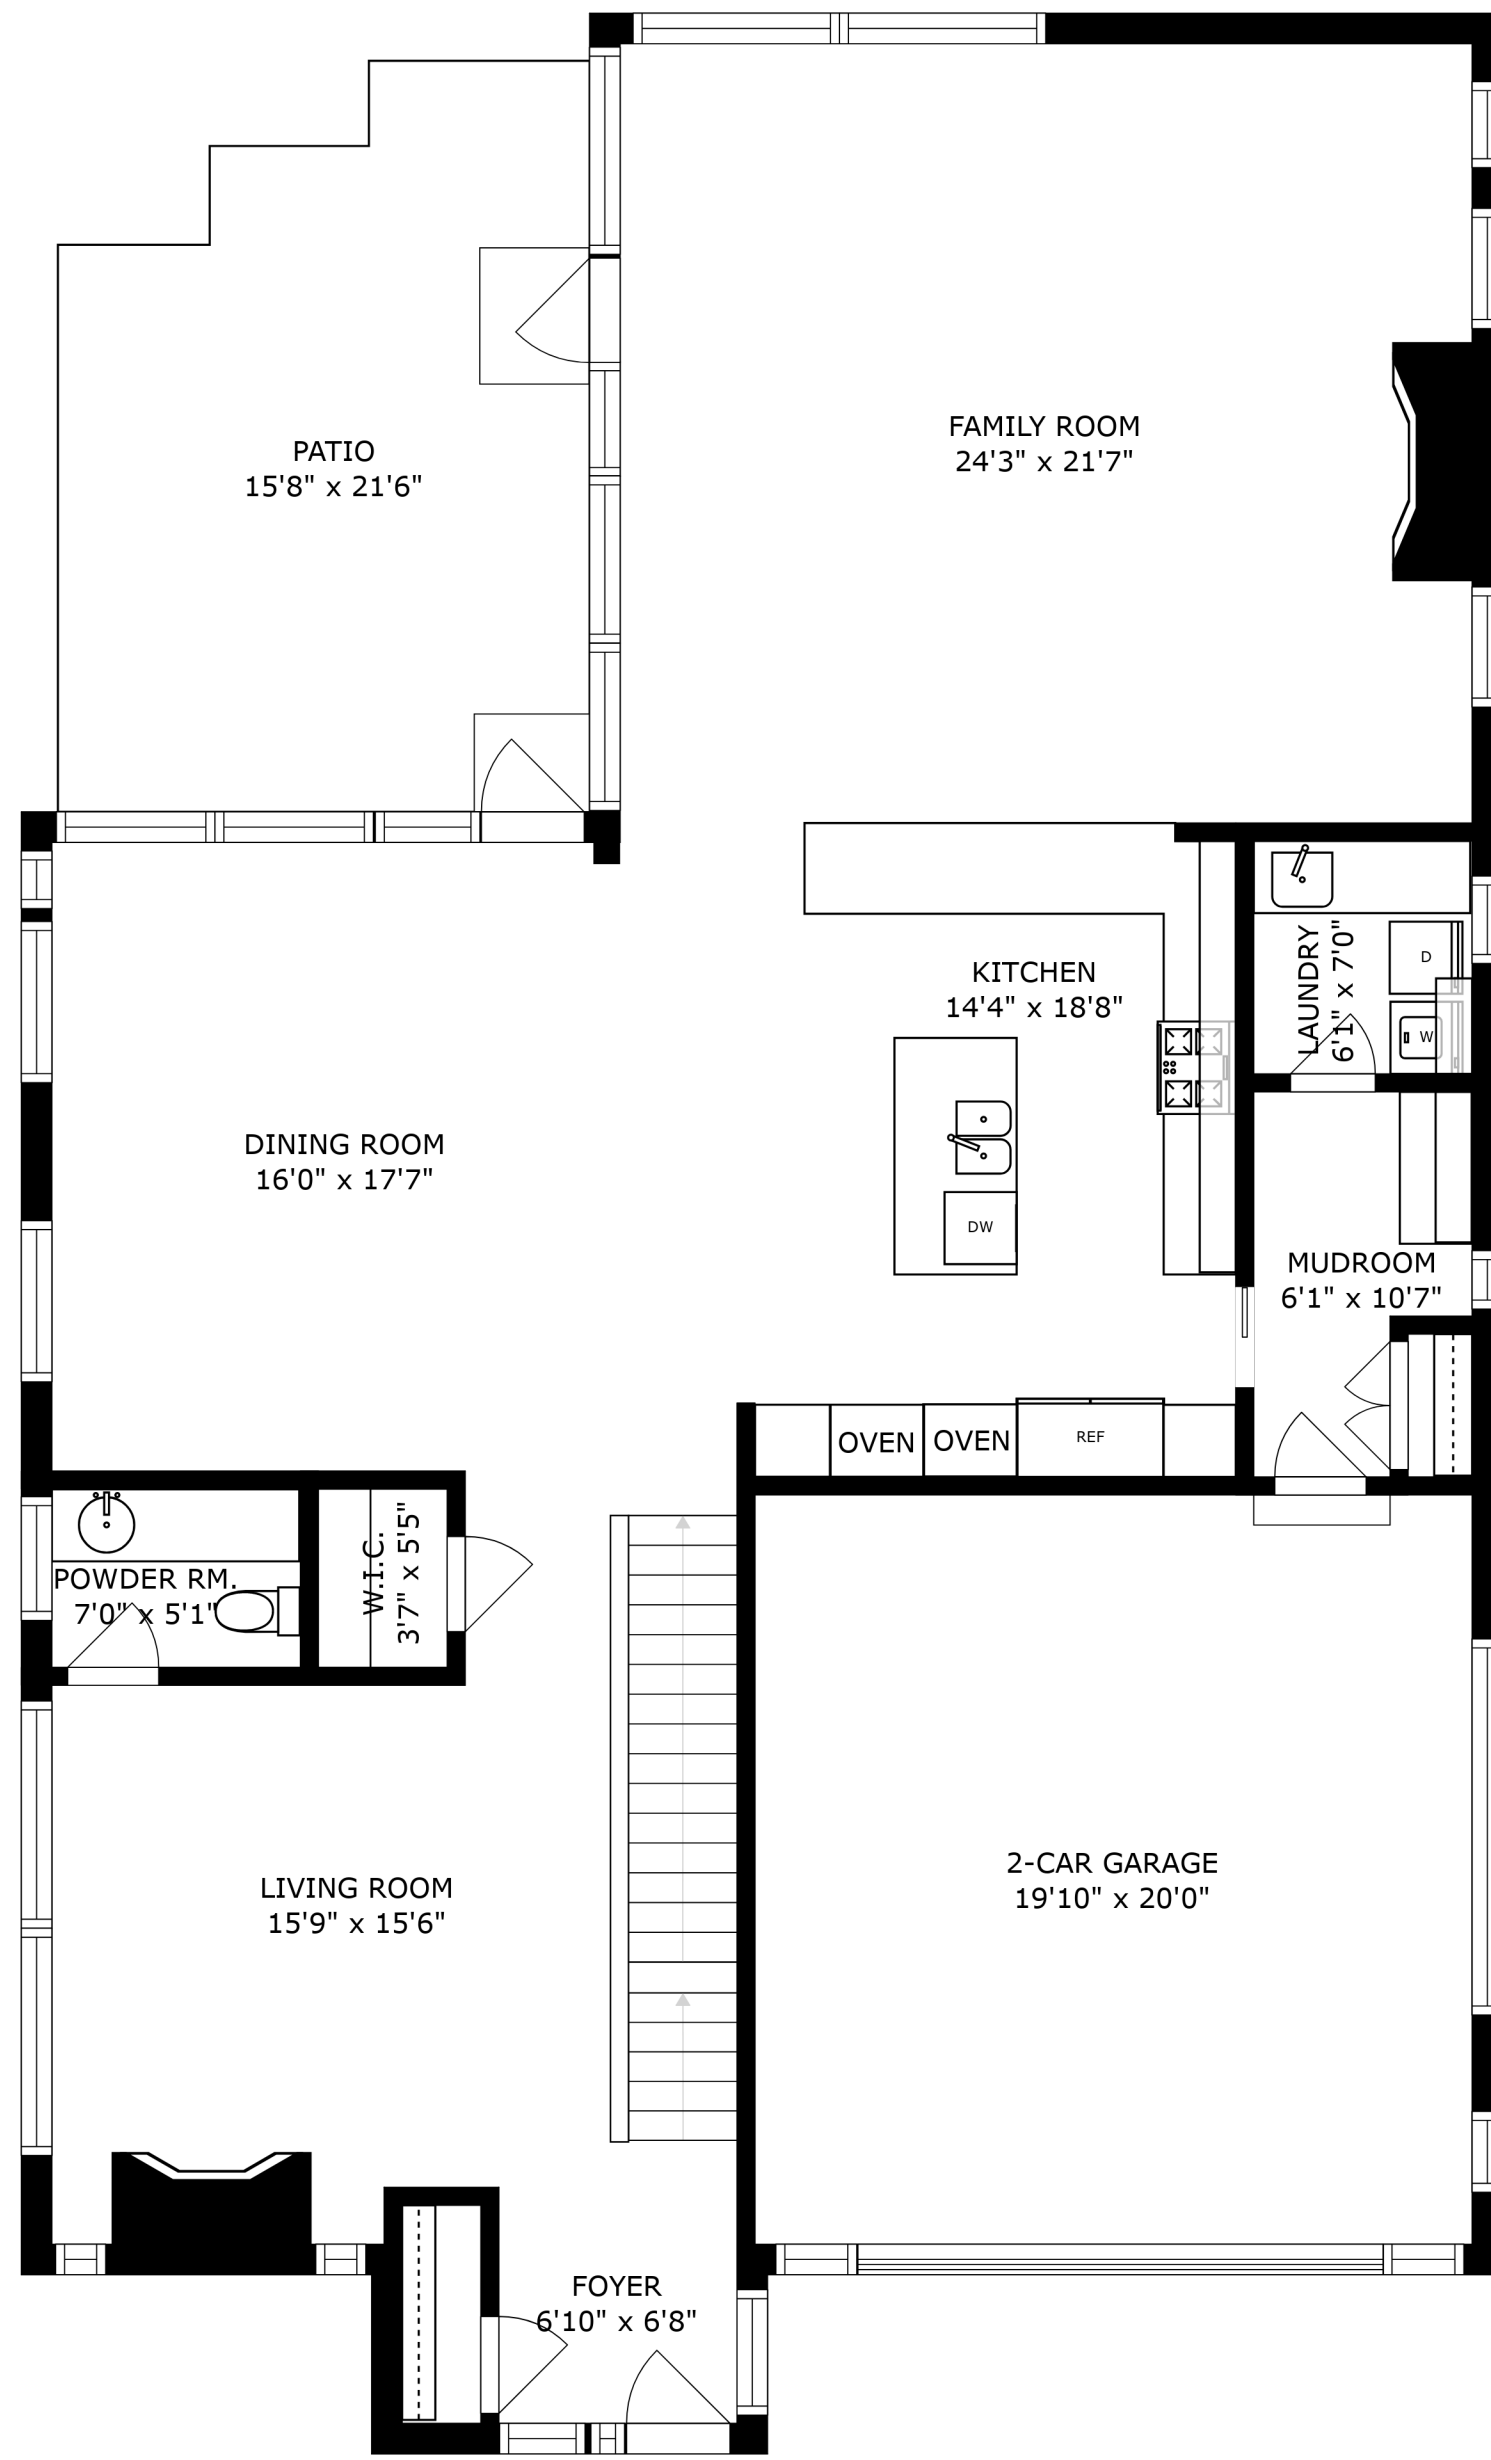 FAMILY ROOM
24'3" x 21'7"
PATIO
15'8" x 21'6"
KITCHEN
14'4" x 18'8"
LAUNDRY
6'1" x 7'0"
D
W
DINING ROOM
16'0" x 17'7"
DW
MUDROOM
6'1" x 10'7"
OVEN
OVEN
REF
POWDER RM.
7'0" x 5'1"
W.I.C.
3'7" x 5'5"
LIVING ROOM
15'9" x 15'6"
2-CAR GARAGE
19'10" x 20'0"
FOYER
6'10" x 6'8"